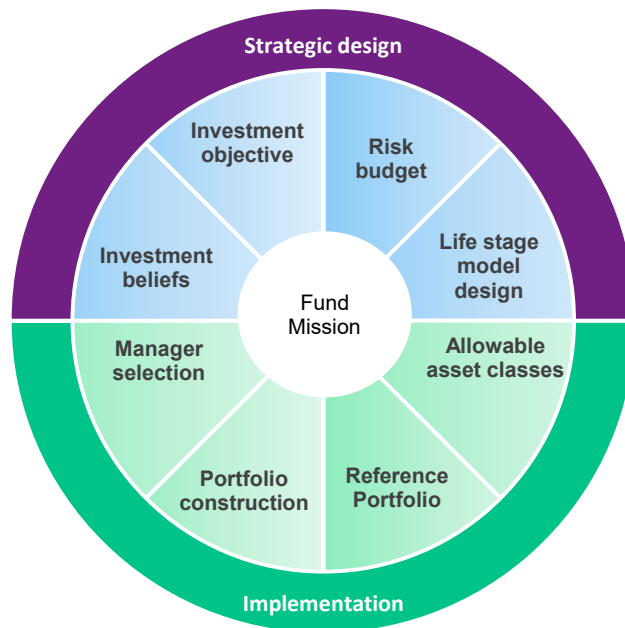 Strategic design
Investment
objective
Risk
budget
Investment
beliefs
Life stage
model
design
Fund
Mission
Manager
selection
Allowable
asset classes
Portfolio
construction
Reference
Portfolio
Implementation